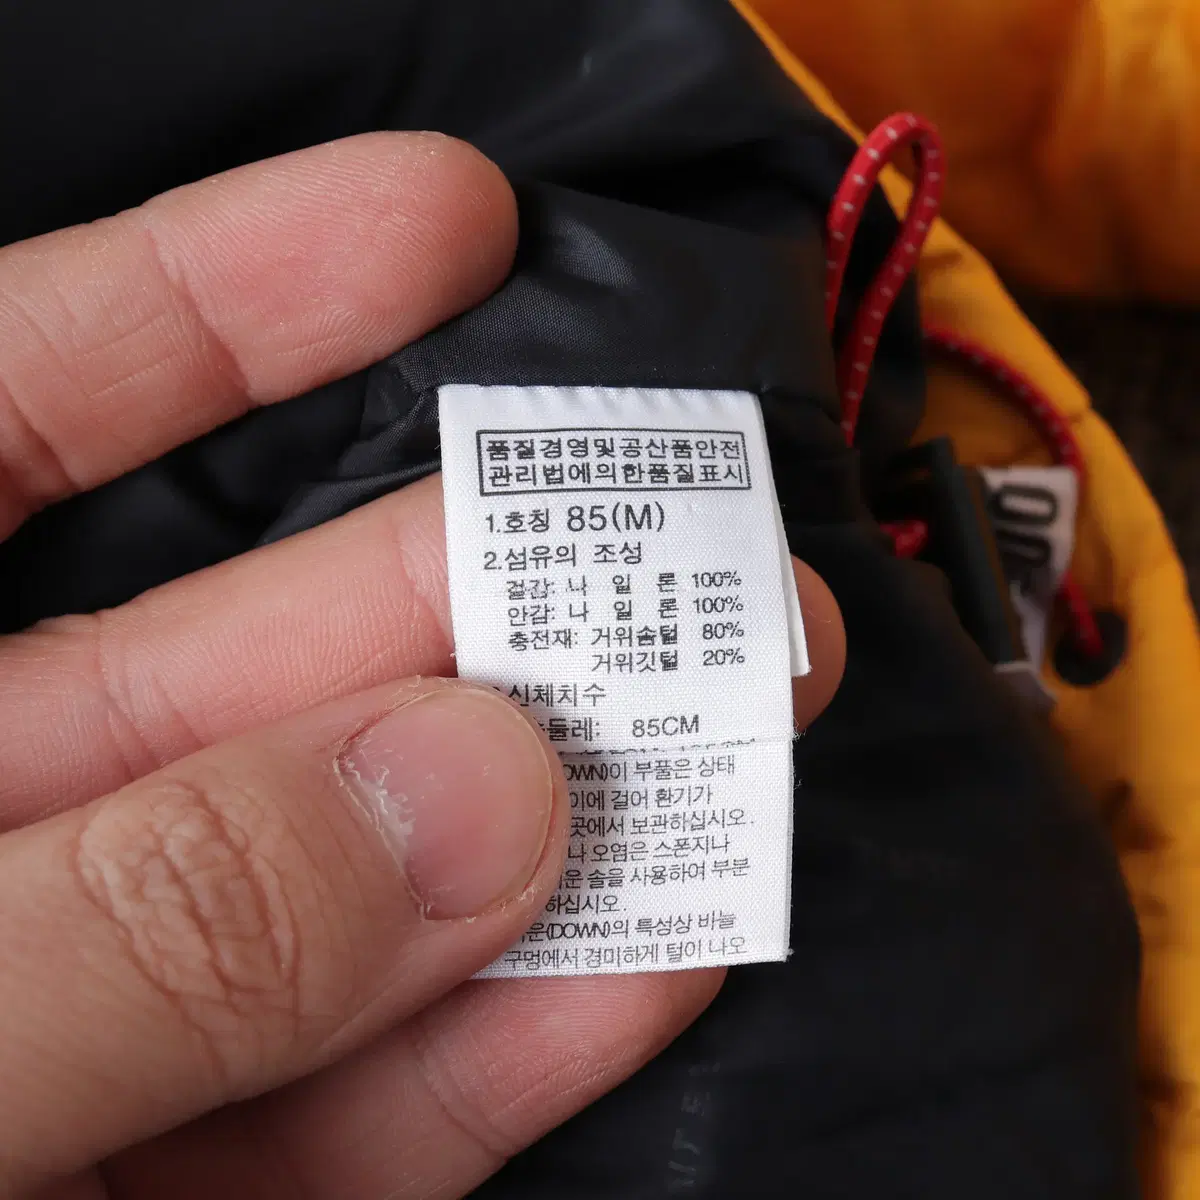 품질경영및공산품안전
관리법에의한품질표시
1.호칭 85(M)
2.섬유의 조성
겉감: 나 일 론 100%
안감: 나 일 론 100%
충전재: 거위솜털 80%
거위깃털 20%
신체치수
둘레: 85CM
(DOWN)이 부풀은 상태
에 걸어 환기가
곳에서 보관하십시오.
나 오염은 스폰지나
운 솔을 사용하여 부분
하십시오.
운(DOWN)의 특성상 바늘
구멍에서 경미하게 털이 나오